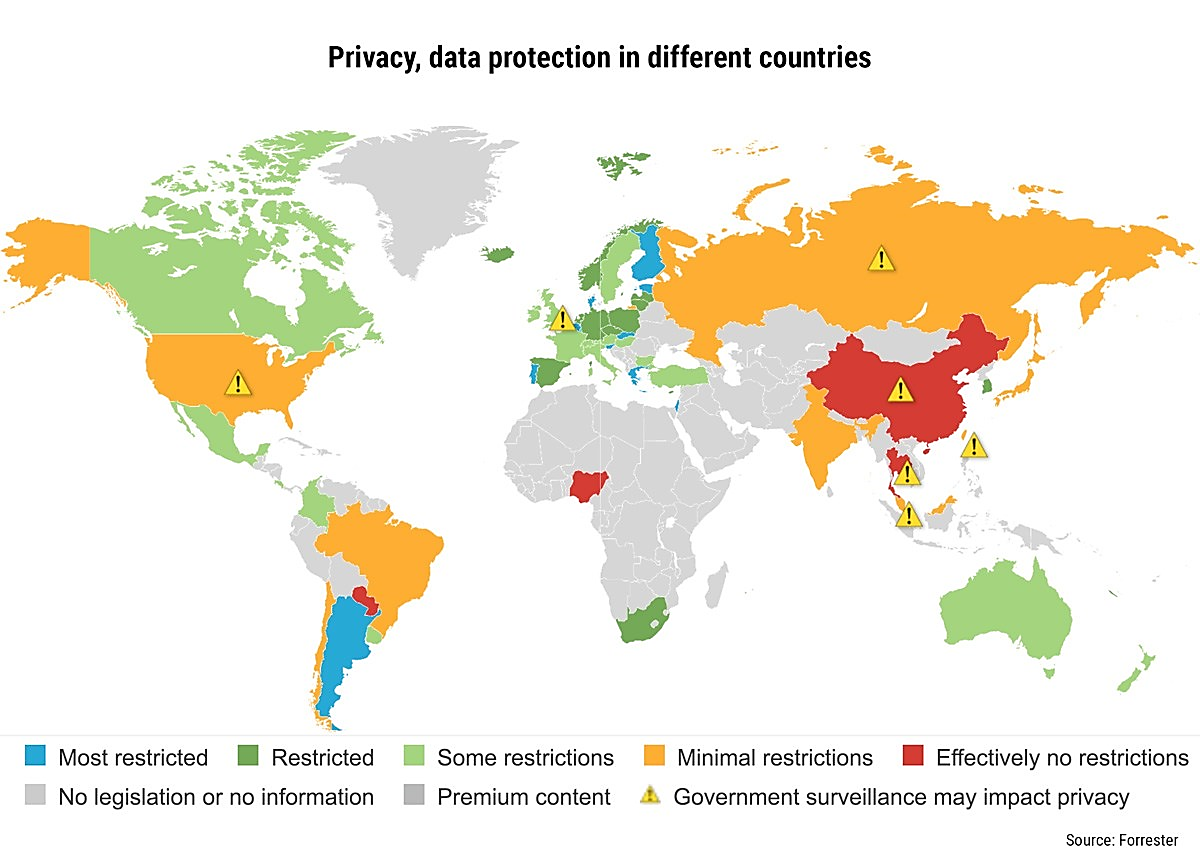 Privacy, data protection in different countries
Most restricted Restricted Some restrictions Minimal restrictions Effectively no restrictions
No legislation or no information Premium content Government surveillance may impact privacy
Source: Forrester